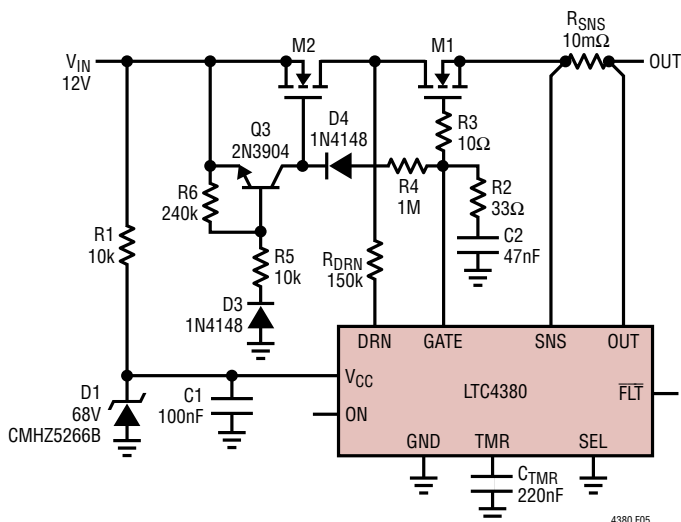 M2
M1
RSNS
10mΩ
VIN
12V
OUT
Q3
2N3904
D4
1N4148
R3
10Ω
R6
240k
R4
1M
R2
33Ω
R1
10k
R5
10k
RDRN
150k
C2
47nF
D3
1N4148
DRN
GATE
SNS
OUT
VCC
LTC4380
FLT
D1
68V
CMHZ5266B
C1
100nF
ON
GND
TMR
SEL
CTMR
220nF
4380 F05